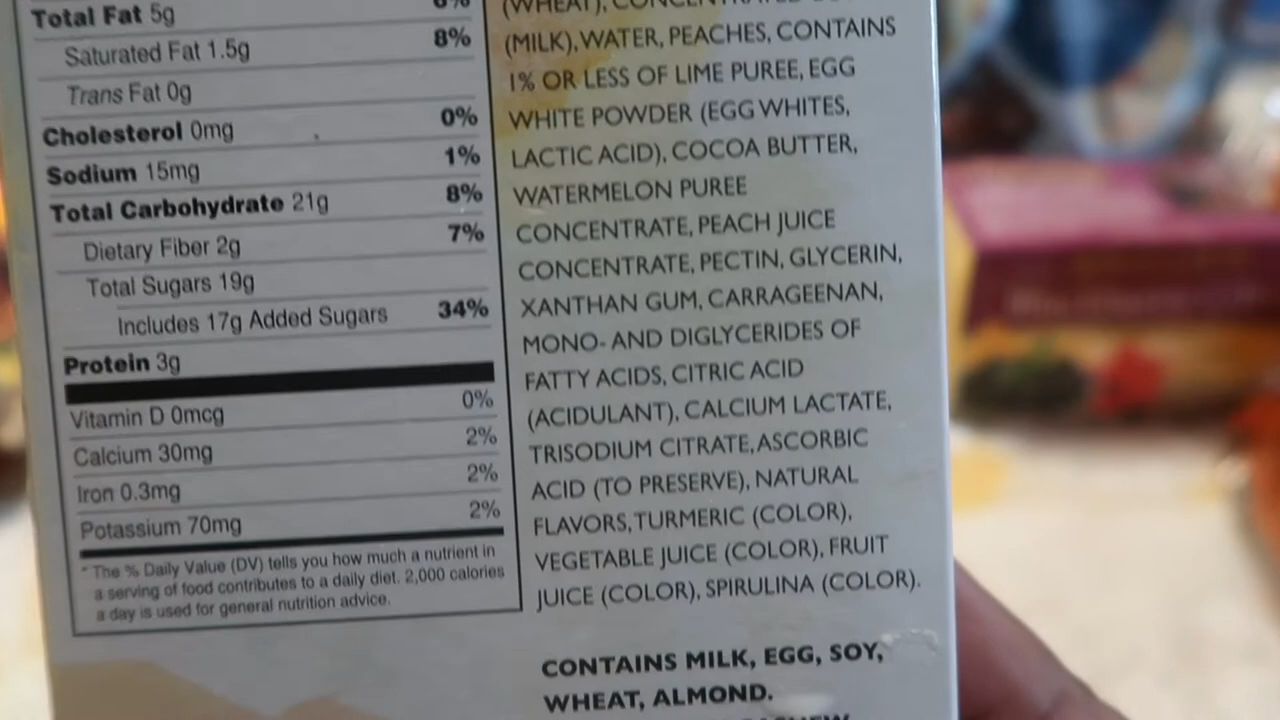 Total Fat 5g 6%
Saturated Fat 1.5g 8%
Trans Fat 0g
Cholesterol 0mg 0%
Sodium 15mg 1%
Total Carbohydrate 21g 8%
Dietary Fiber 2g 7%
Total Sugars 19g
Includes 17g Added Sugars 34%
Protein 3g
Vitamin D 0mcg 0%
Calcium 30mg 2%
Iron 0.3mg 2%
Potassium 70mg 2%
* The % Daily Value (DV) tells you how much a nutrient in
a serving of food contributes to a daily diet. 2,000 calories
a day is used for general nutrition advice.
(WHEAT), CONCENTRATED
(MILK), WATER, PEACHES, CONTAINS
1% OR LESS OF LIME PUREE, EGG
WHITE POWDER (EGG WHITES,
LACTIC ACID), COCOA BUTTER,
WATERMELON PUREE
CONCENTRATE, PEACH JUICE
CONCENTRATE, PECTIN, GLYCERIN,
XANTHAN GUM, CARRAGEENAN,
MONO- AND DIGLYCERIDES OF
FATTY ACIDS, CITRIC ACID
(ACIDULANT), CALCIUM LACTATE,
TRISODIUM CITRATE, ASCORBIC
ACID (TO PRESERVE), NATURAL
FLAVORS, TURMERIC (COLOR),
VEGETABLE JUICE (COLOR), FRUIT
JUICE (COLOR), SPIRULINA (COLOR).
CONTAINS MILK, EGG, SOY,
WHEAT, ALMOND.